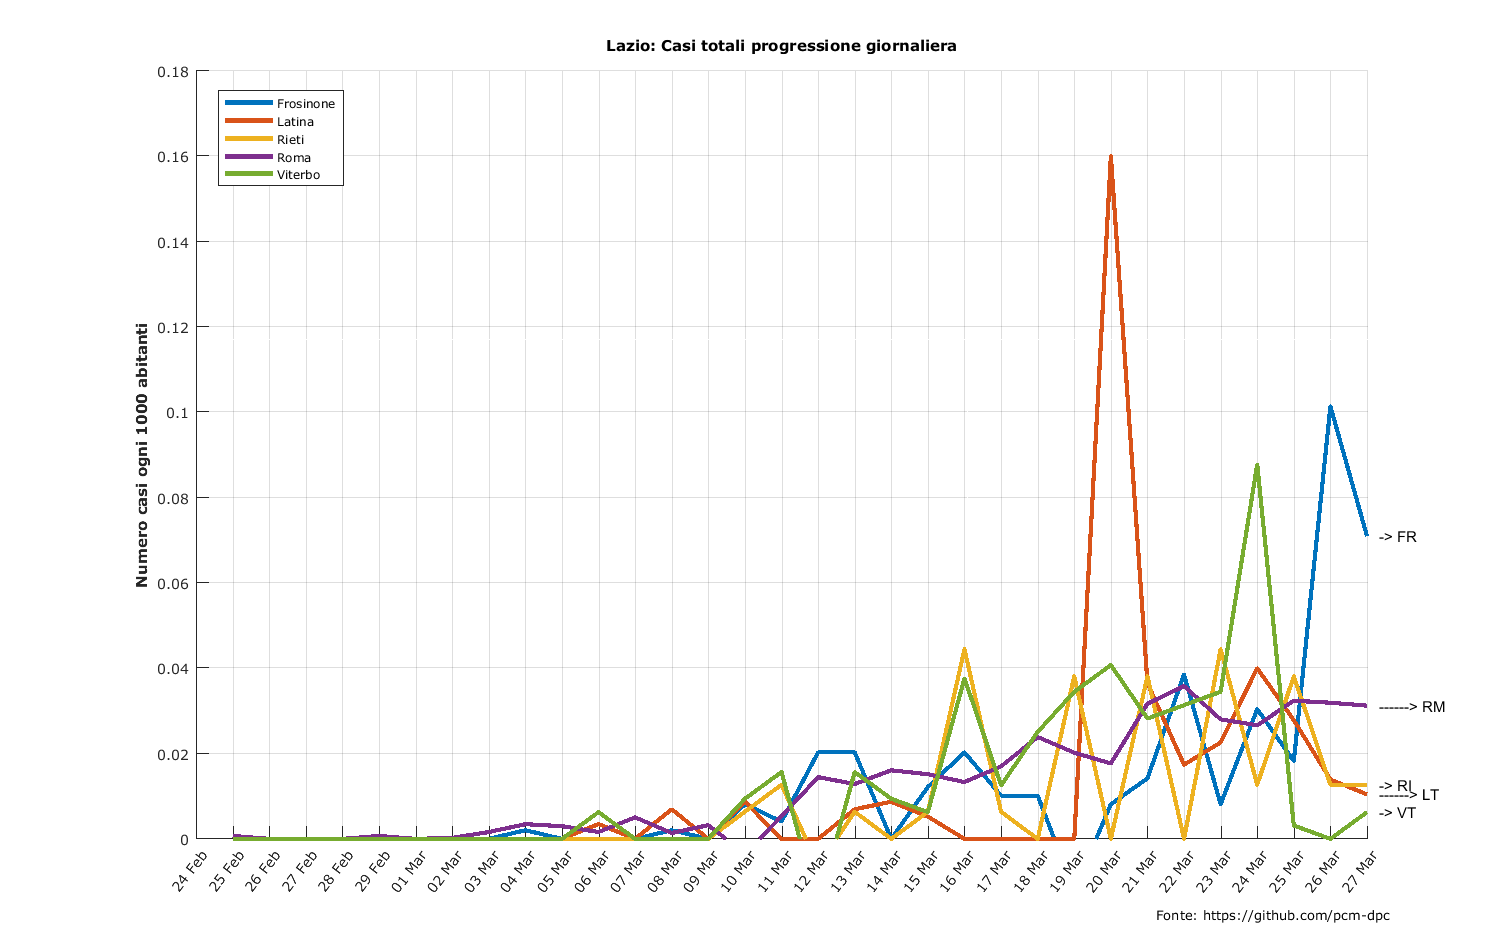 Lazio: Casi totali progressione giornaliera
Numero casi ogni 1000 abitanti
0.18
0.16
0.14
0.12
0.1
0.08
0.06
0.04
0.02
0
Frosinone
Latina
Rieti
Roma
Viterbo
-> FR
------> RM
-> RI
------> LT
-> VT
24 Feb
25 Feb
26 Feb
27 Feb
28 Feb
29 Feb
01 Mar
02 Mar
03 Mar
04 Mar
05 Mar
06 Mar
07 Mar
08 Mar
09 Mar
10 Mar
11 Mar
12 Mar
13 Mar
14 Mar
15 Mar
16 Mar
17 Mar
18 Mar
19 Mar
20 Mar
21 Mar
22 Mar
23 Mar
24 Mar
25 Mar
26 Mar
27 Mar
Fonte: https://github.com/pcm-dpc